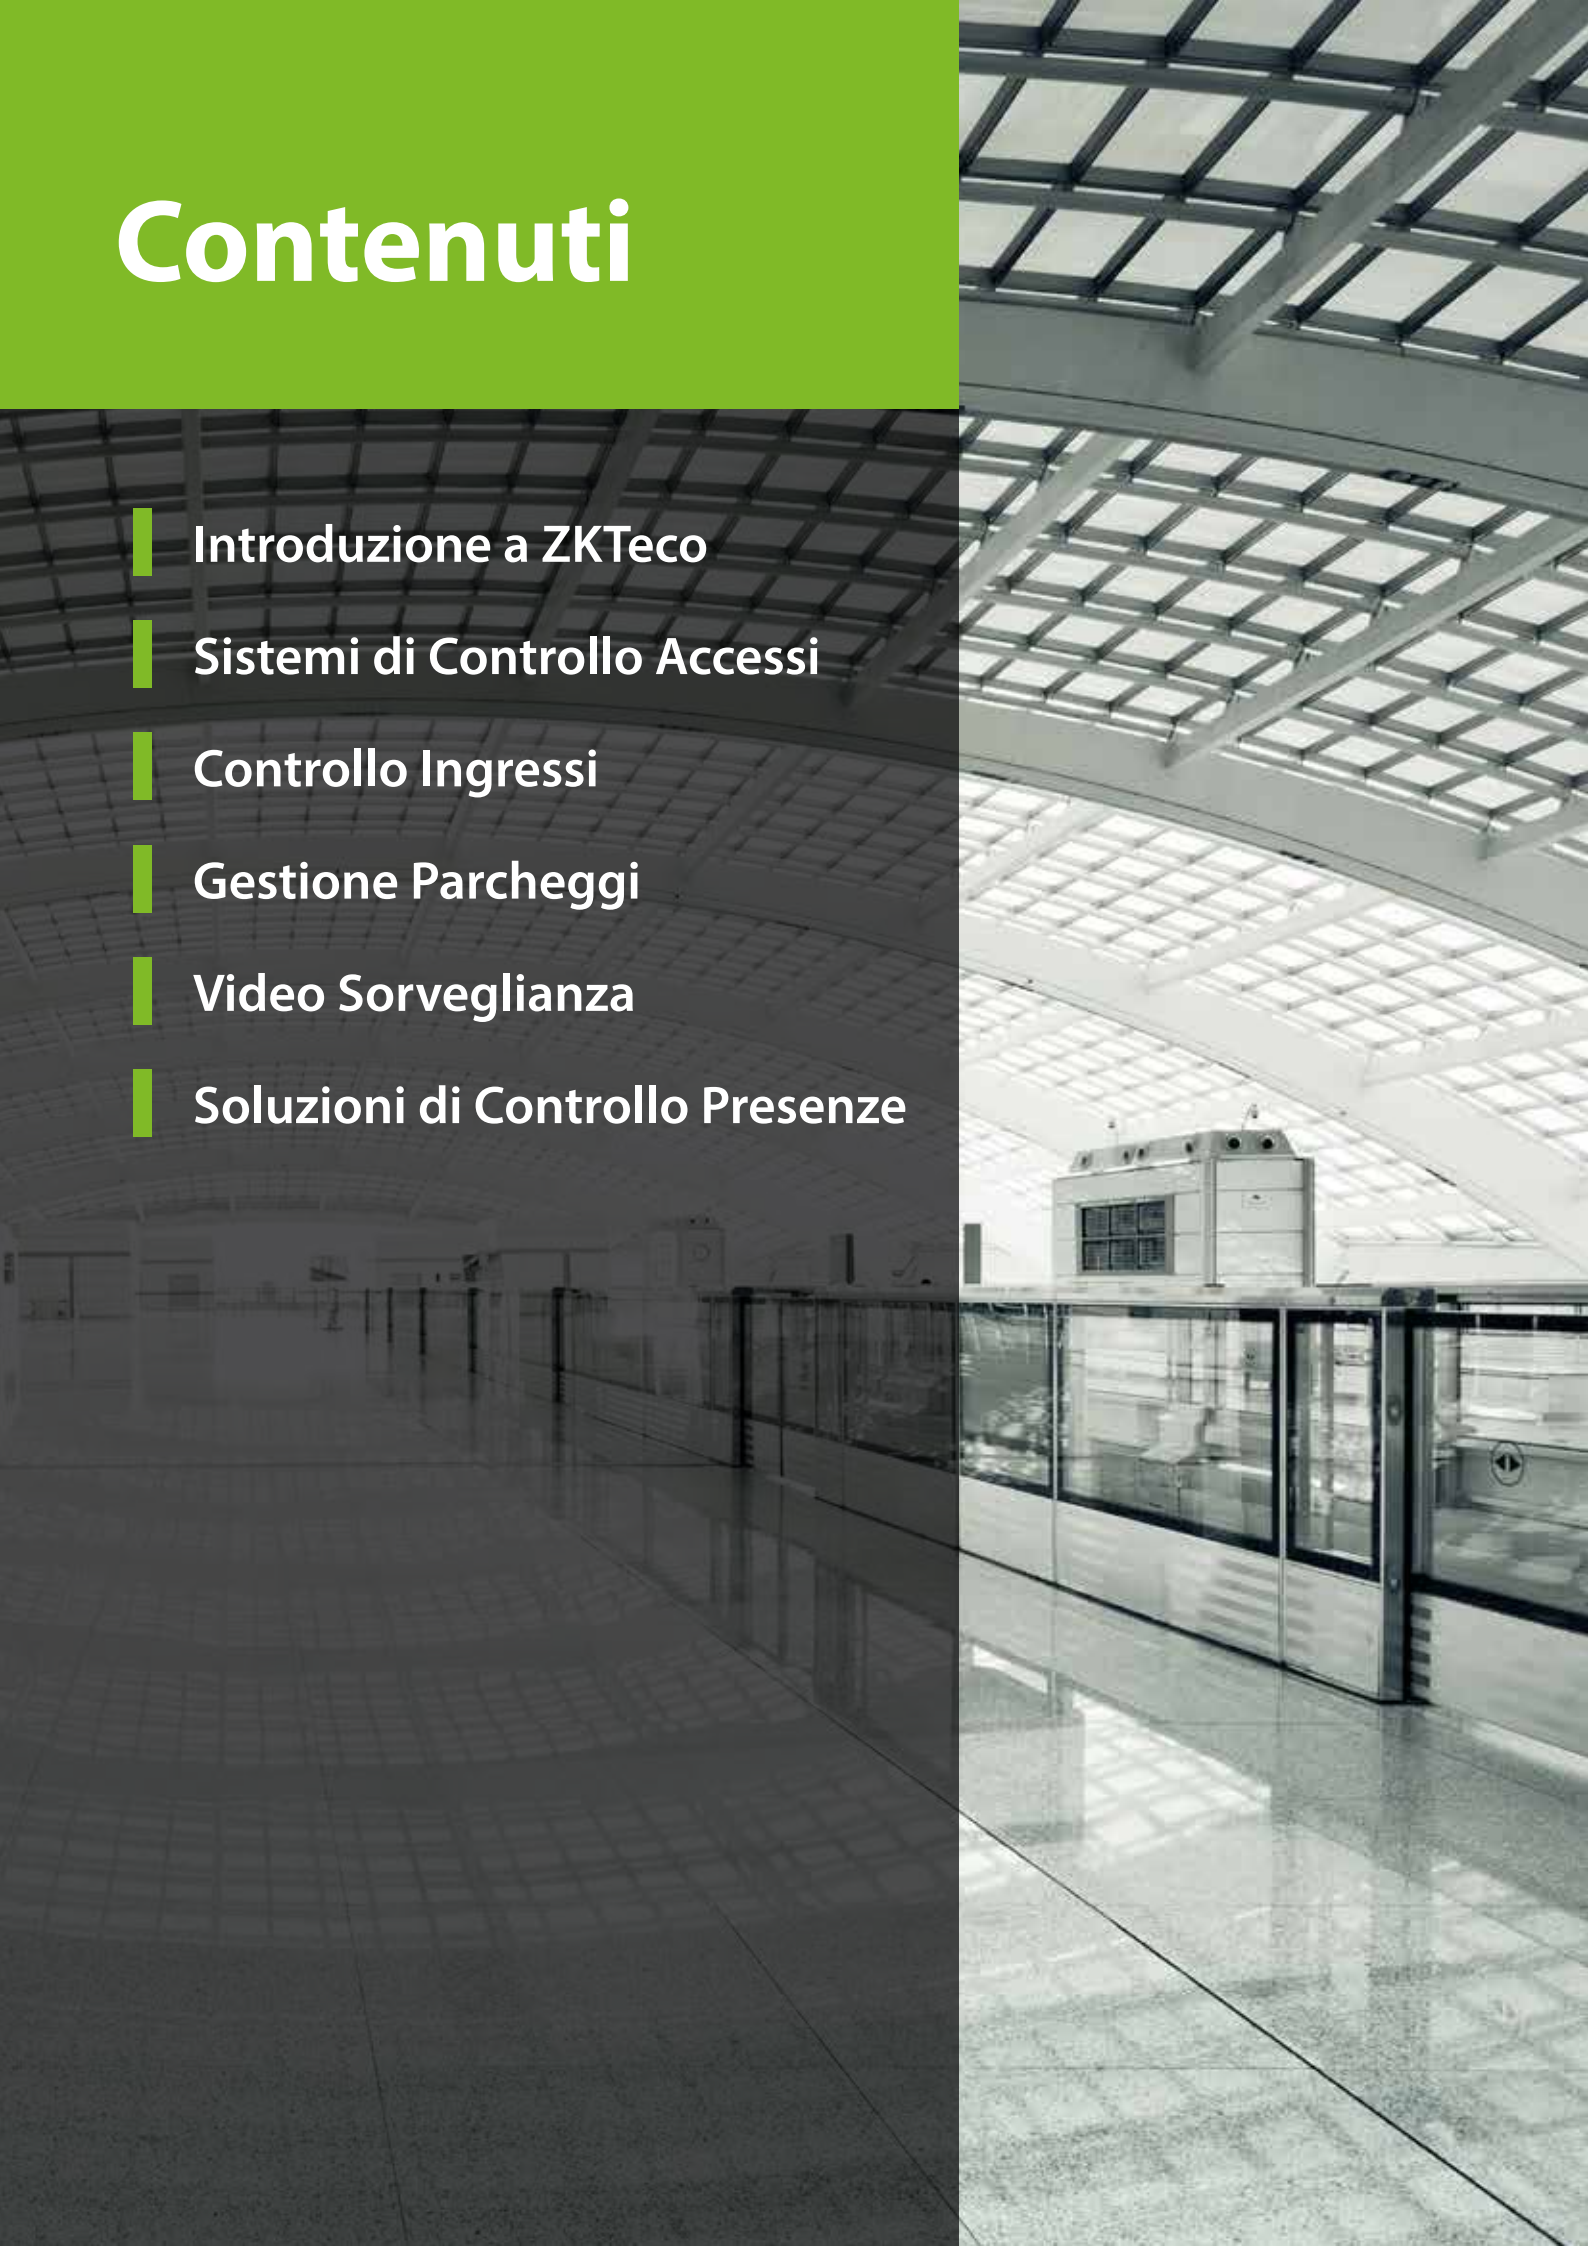 Contenuti
Introduzione a ZKTeco
Sistemi di Controllo Accessi
Controllo Ingressi
Gestione Parcheggi
Video Sorveglianza
Soluzioni di Controllo Presenze